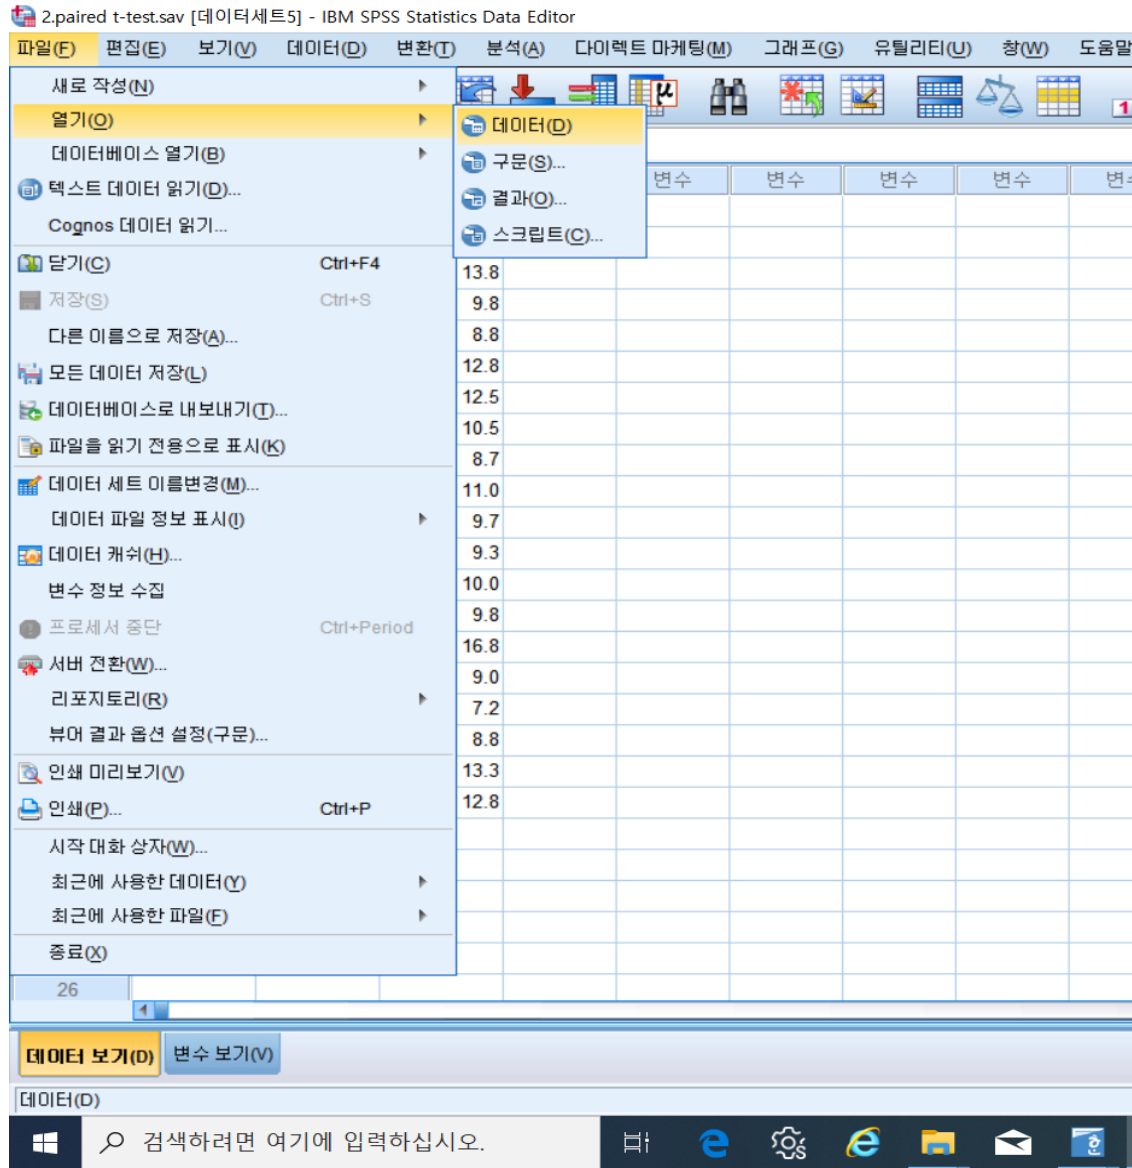 2.paired t-test.sav [데이터세트5] - IBM SPSS Statistics Data Editor
파일(F) 편집(E) 보기(V) 데이터(D) 변환(T) 분석(A) 다이렉트 마케팅(M) 그래프(G) 유틸리티(U) 창(W) 도움말
새로 작성(N)
열기(O)
데이터베이스 열기(B)
텍스트 데이터 읽기(D)...
Cognos 데이터 읽기...
닫기(C) Ctrl+F4
저장(S) Ctrl+S
다른 이름으로 저장(A)...
모든 데이터 저장(L)
데이터베이스로 내보내기(T)...
파일을 읽기 전용으로 표시(K)
데이터 세트 이름변경(M)...
데이터 파일 정보 표시(I)
데이터 캐쉬(H)...
변수 정보 수집
프로세서 중단 Ctrl+Period
서버 전환(W)...
리포지토리(R)
뷰어 결과 옵션 설정(구문)...
인쇄 미리보기(V)
인쇄(P)... Ctrl+P
시작 대화 상자(W)...
최근에 사용한 데이터(Y)
최근에 사용한 파일(F)
종료(X)
데이터(D)
구문(S)...
결과(O)...
스크립트(C)...
μ
1
변수 변수 변수 변수 변
13.8
9.8
8.8
12.8
12.5
10.5
8.7
11.0
9.7
9.3
10.0
9.8
16.8
9.0
7.2
8.8
13.3
12.8
26
데이터 보기(D) 변수 보기(V)
데이터(D)
검색하려면 여기에 입력하십시오.